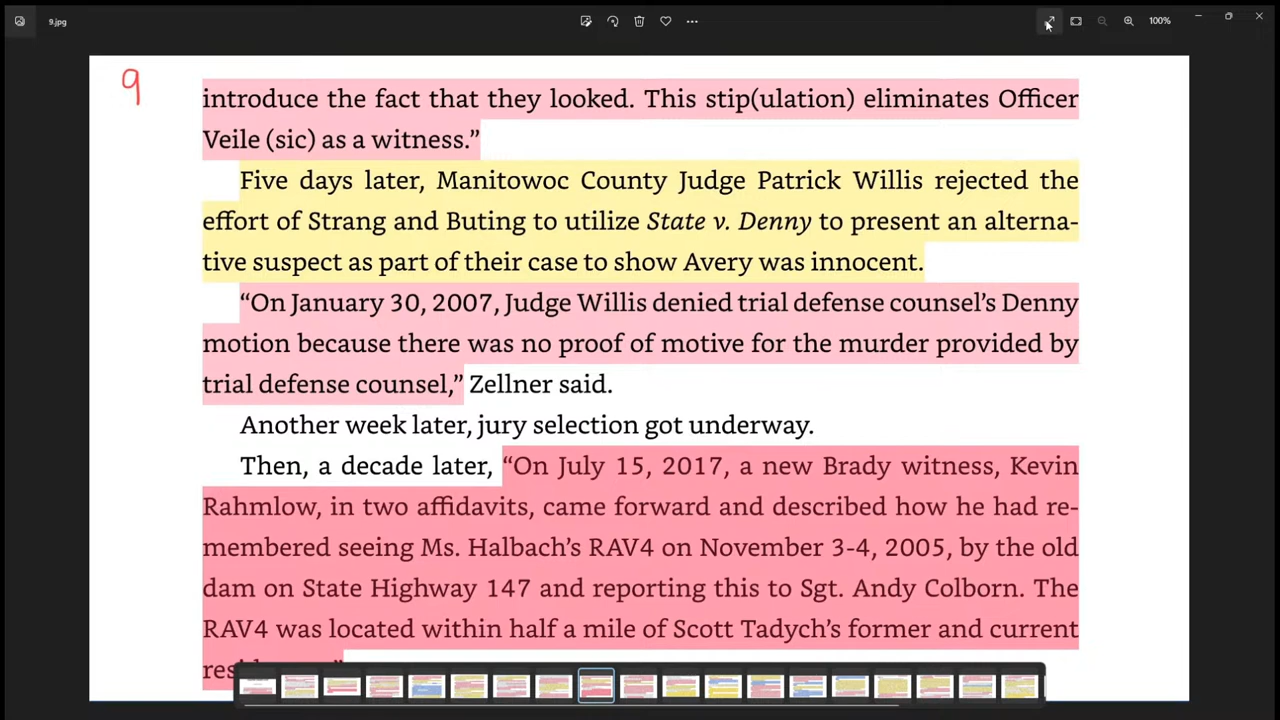 9.jpg
100%
9
introduce the fact that they looked. This stip(ulation) eliminates Officer
Veile (sic) as a witness.”
Five days later, Manitowoc County Judge Patrick Willis rejected the
effort of Strang and Buting to utilize State v. Denny to present an alterna-
tive suspect as part of their case to show Avery was innocent.
“On January 30, 2007, Judge Willis denied trial defense counsel’s Denny
motion because there was no proof of motive for the murder provided by
trial defense counsel,” Zellner said.
Another week later, jury selection got underway.
Then, a decade later, “On July 15, 2017, a new Brady witness, Kevin
Rahmlow, in two affidavits, came forward and described how he had re-
membered seeing Ms. Halbach’s RAV4 on November 3-4, 2005, by the old
dam on State Highway 147 and reporting this to Sgt. Andy Colborn. The
RAV4 was located within half a mile of Scott Tadych’s former and current